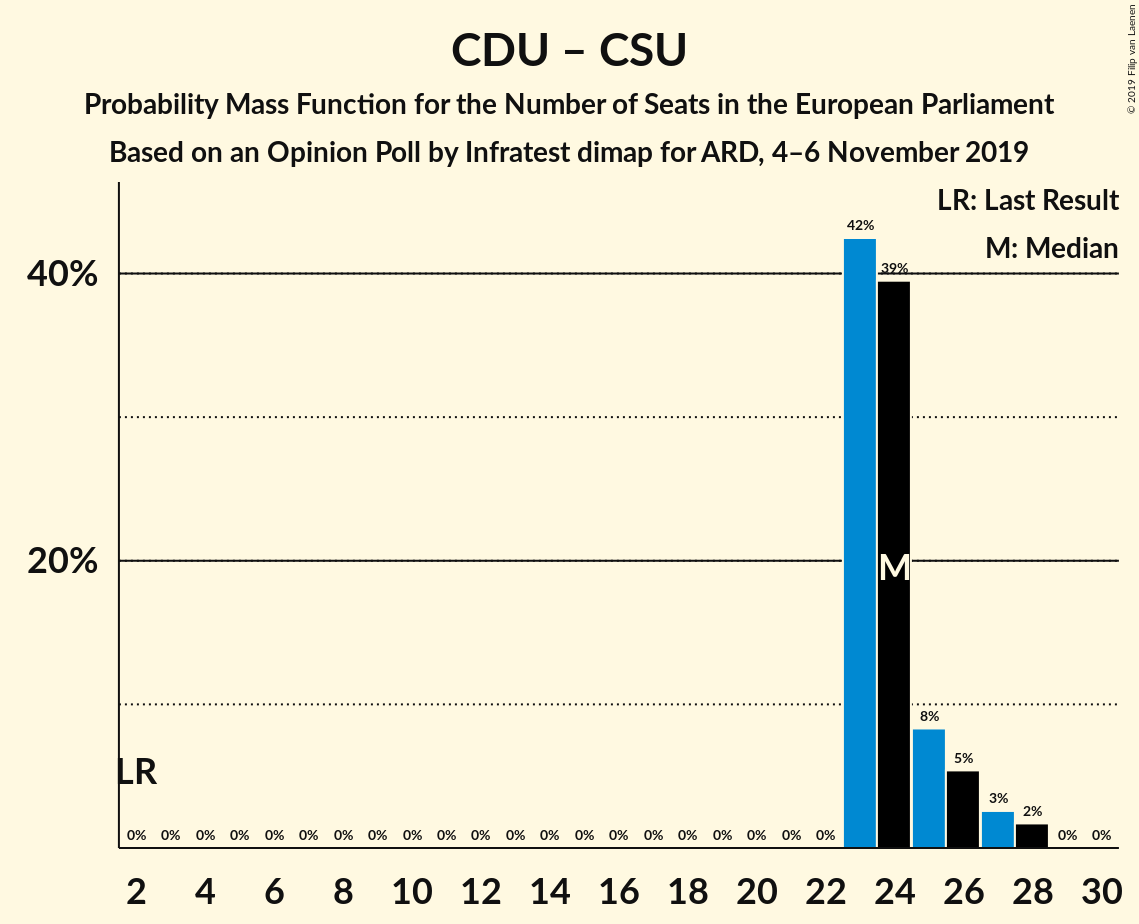 CDU – CSU
Probability Mass Function for the Number of Seats in the European Parliament
Based on an Opinion Poll by Infratest dimap for ARD, 4–6 November 2019
© 2019 Filip van Laenen
LR: Last Result
M: Median
42%
40%
39%
20%
M
8%
5%
LR
3%
2%
0% 0% 0% 0% 0% 0% 0% 0% 0% 0% 0% 0% 0% 0% 0% 0% 0% 0% 0% 0% 0% 0% 0%
2 4 6 8 10 12 14 16 18 20 22 24 26 28 30